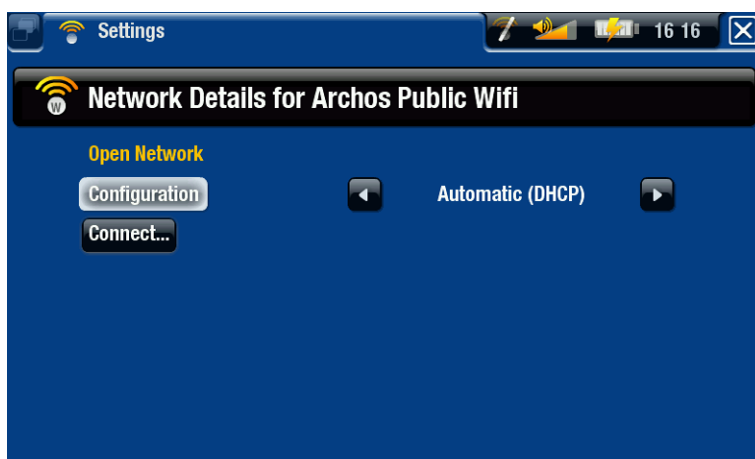 Settings
16 16
W
Network Details for Archos Public Wifi
Open Network
Configuration
Automatic (DHCP)
Connect...